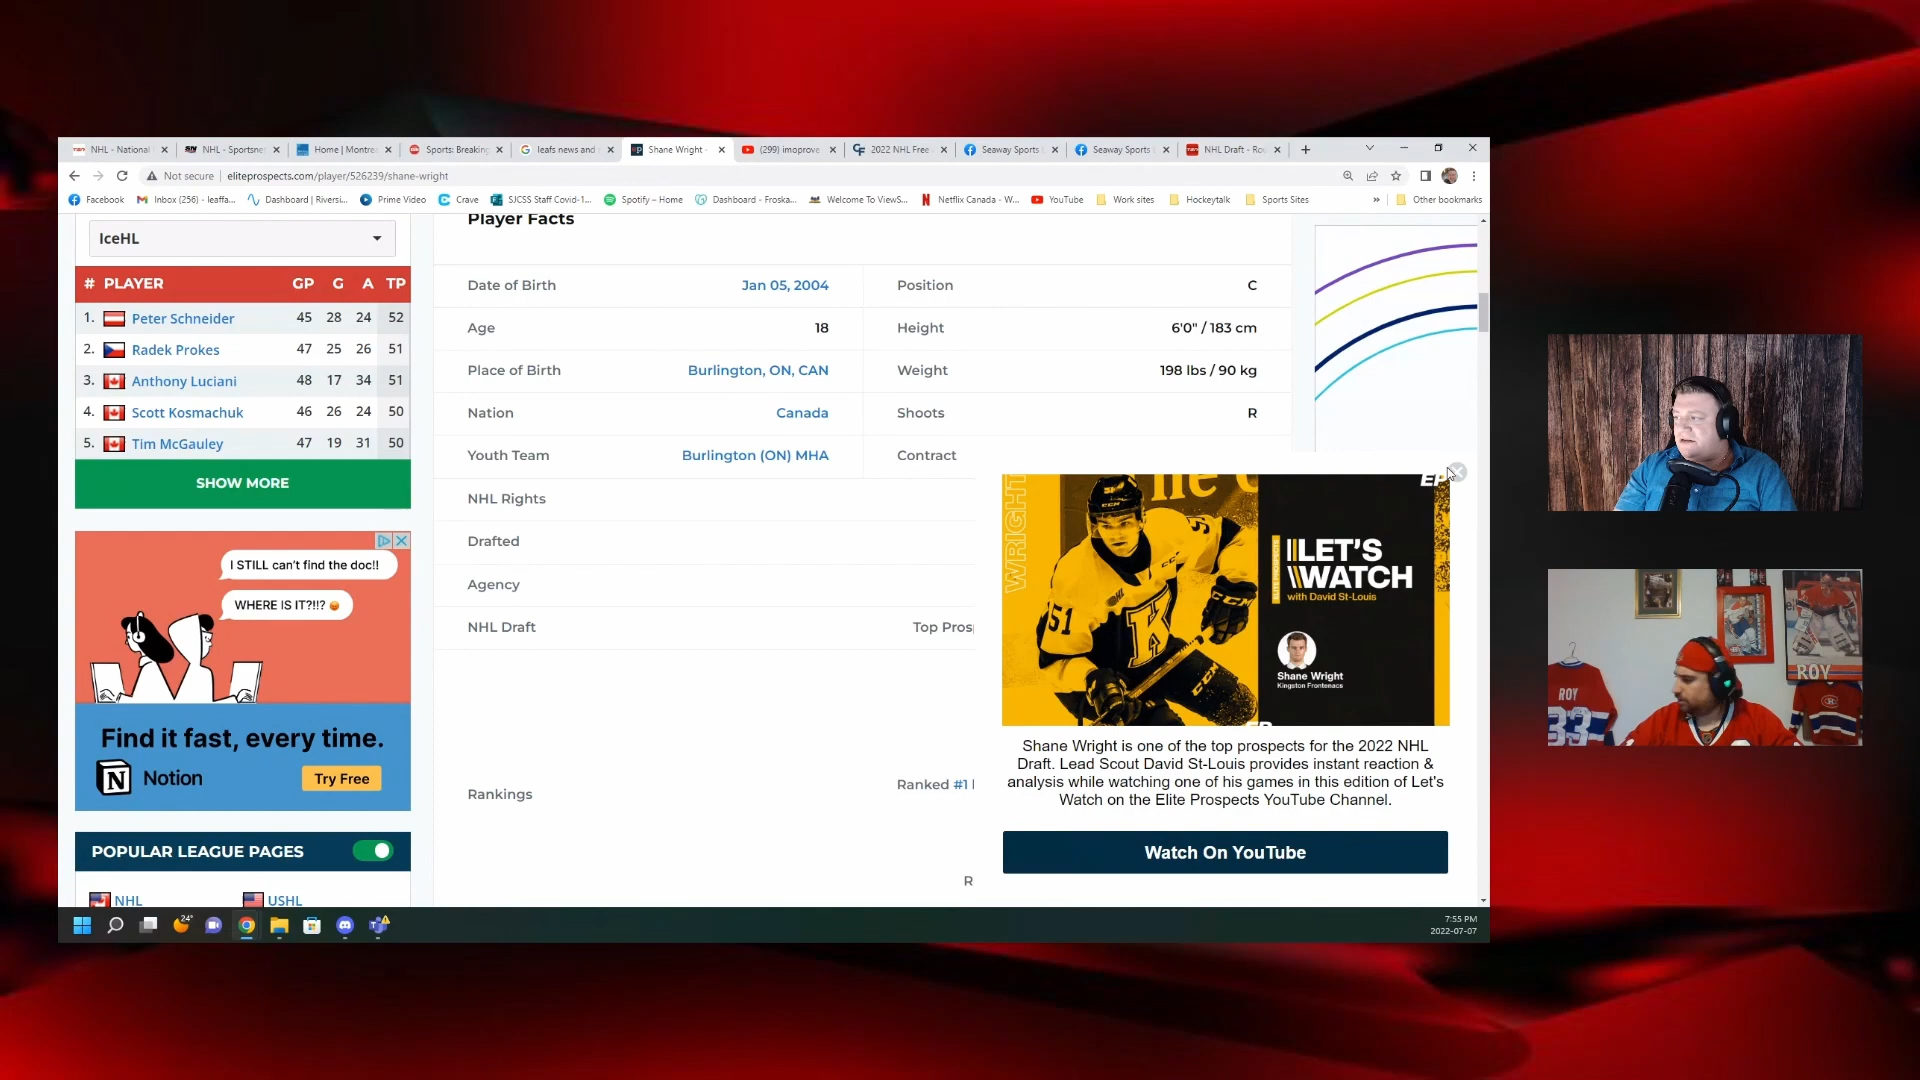 NHL - National
NHL - Sportsne
Home | Montre
Sports: Breaking
leafs news and
Shane Wright -
(299) imoprove
2022 NHL Free
Seaway Sports
Seaway Sports
NHL Draft - Ro
Not secure | eliteprospects.com/player/526239/shane-wright
Facebook
Inbox (256) - leaffa...
Dashboard | Riversi...
Prime Video
Crave
SJCSS Staff Covid-1...
Spotify – Home
Dashboard - Froska...
Welcome To ViewS...
Netflix Canada - W...
YouTube
Work sites
Hockeytalk
Sports Sites
»
Other bookmarks
IceHL
# PLAYER GP G A TP
1. Peter Schneider 45 28 24 52
2. Radek Prokes 47 25 26 51
3. Anthony Luciani 48 17 34 51
4. Scott Kosmachuk 46 26 24 50
5. Tim McGauley 47 19 31 50
SHOW MORE
I STILL can't find the doc!!
WHERE IS IT?!!?
Find it fast, every time.
N Notion
Try Free
POPULAR LEAGUE PAGES
NHL
USHL
Player Facts
Date of Birth Jan 05, 2004
Position C
Age 18
Height 6'0" / 183 cm
Place of Birth Burlington, ON, CAN
Weight 198 lbs / 90 kg
Nation Canada
Shoots R
Youth Team Burlington (ON) MHA
Contract
NHL Rights
Drafted
Agency
NHL Draft Top Pros
Rankings
Ranked #1
R
WRIGHT
51
51
K
CCM
CCM
EP
LET'S
WATCH
with David St-Louis
Shane Wright
Kingston Frontenacs
EP
Shane Wright is one of the top prospects for the 2022 NHL
Draft. Lead Scout David St-Louis provides instant reaction &
analysis while watching one of his games in this edition of Let's
Watch on the Elite Prospects YouTube Channel.
Watch On YouTube
24°
7:55 PM
2022-07-07
ROY
33
ROY